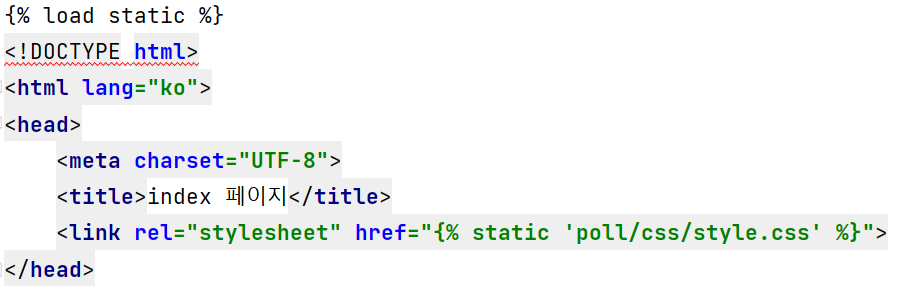 {% load static %}
<!DOCTYPE html>
<html lang="ko">
<head>
    <meta charset="UTF-8">
    <title>index 페이지</title>
    <link rel="stylesheet" href="{% static 'poll/css/style.css' %}">
</head>